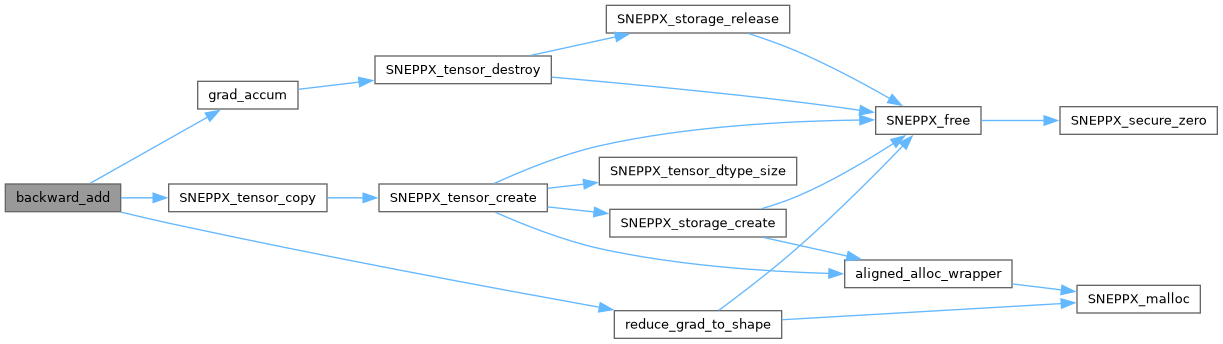 SNEPPX_storage_release
SNEPPX_tensor_destroy
grad_accum
SNEPPX_free
SNEPPX_secure_zero
SNEPPX_tensor_dtype_size
backward_add
SNEPPX_tensor_copy
SNEPPX_tensor_create
SNEPPX_storage_create
aligned_alloc_wrapper
SNEPPX_malloc
reduce_grad_to_shape